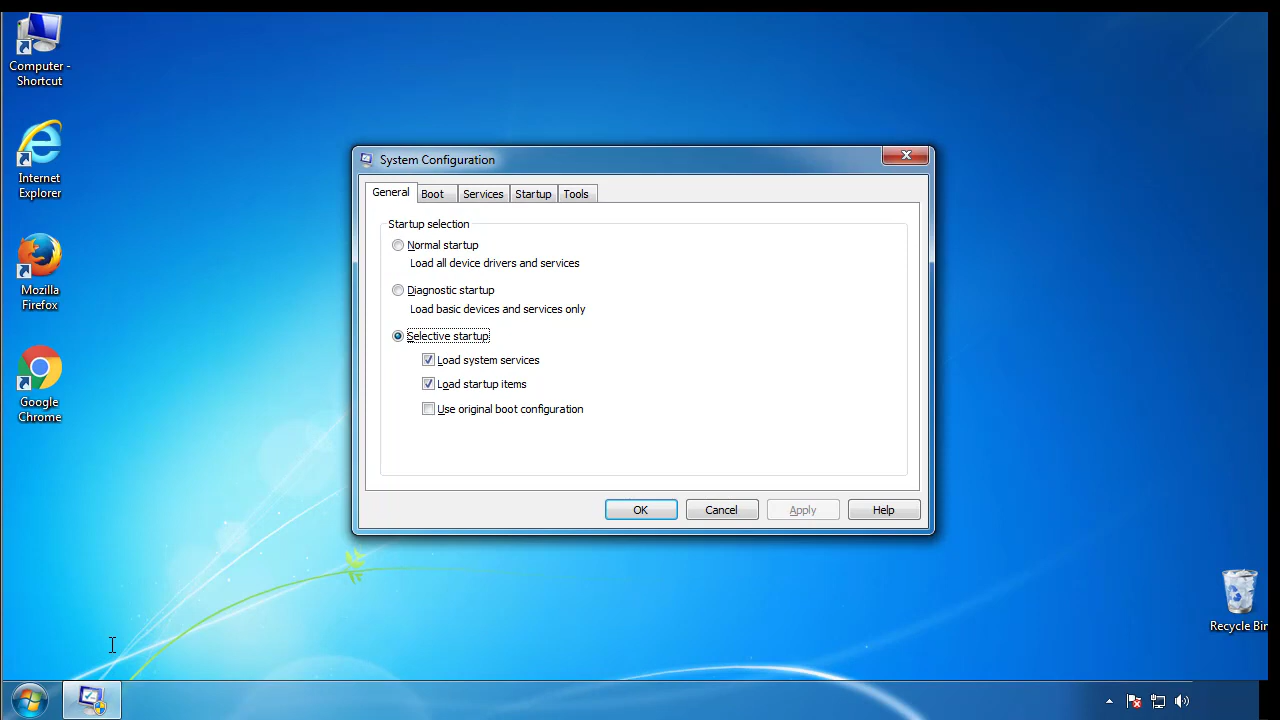 Computer -
Shortcut
Internet
Explorer
Mozilla
Firefox
Google
Chrome
System Configuration
General Boot Services Startup Tools
Startup selection
Normal startup
Load all device drivers and services
Diagnostic startup
Load basic devices and services only
Selective startup
Load system services
Load startup items
Use original boot configuration
OK Cancel Apply Help
Recycle Bin